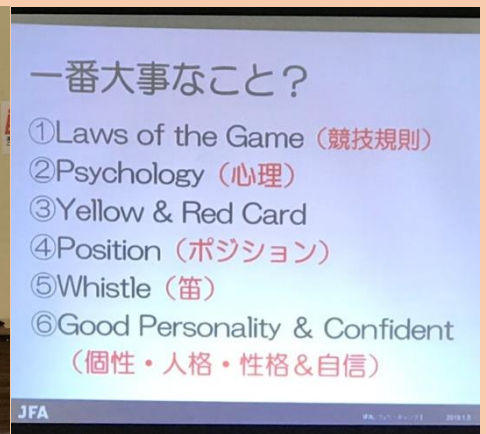 一番大事なこと？
①Laws of the Game（競技規則）
②Psychology（心理）
③Yellow & Red Card
④Position（ポジション）
⑤Whistle（笛）
⑥Good Personality & Confident
（個性・人格・性格＆自信）
JFA